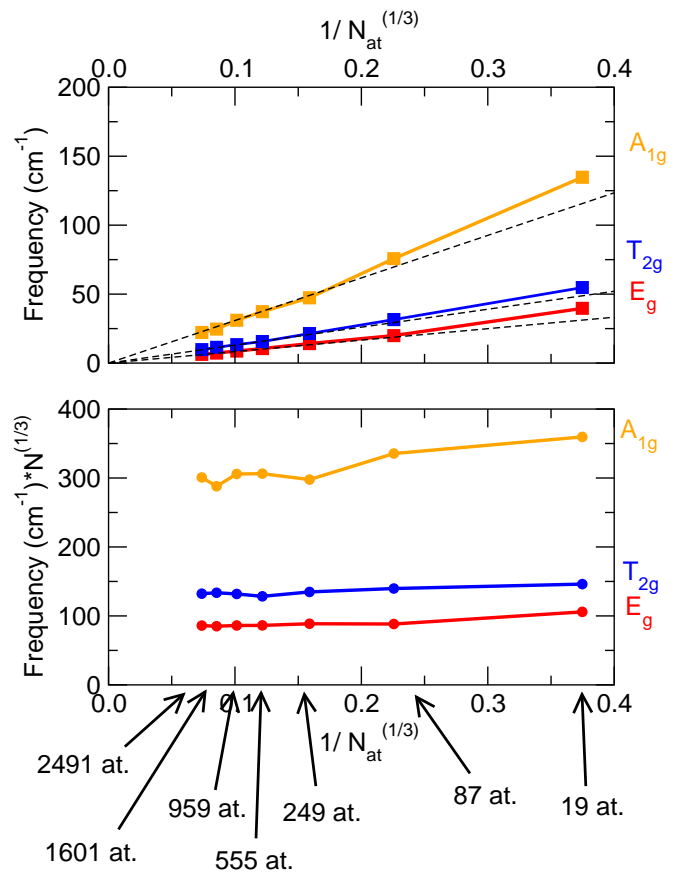 1/ N_at^(1/3)
0.0 0.1 0.2 0.3 0.4
200
150
100
50
0
Frequency (cm^-1)
A_1g
T_2g
E_g
400
300
200
100
0
Frequency (cm^-1)*N^(1/3)
A_1g
T_2g
E_g
0.0 0.1 0.2 0.3 0.4
1/ N_at^(1/3)
2491 at.
1601 at.
959 at.
555 at.
249 at.
87 at.
19 at.